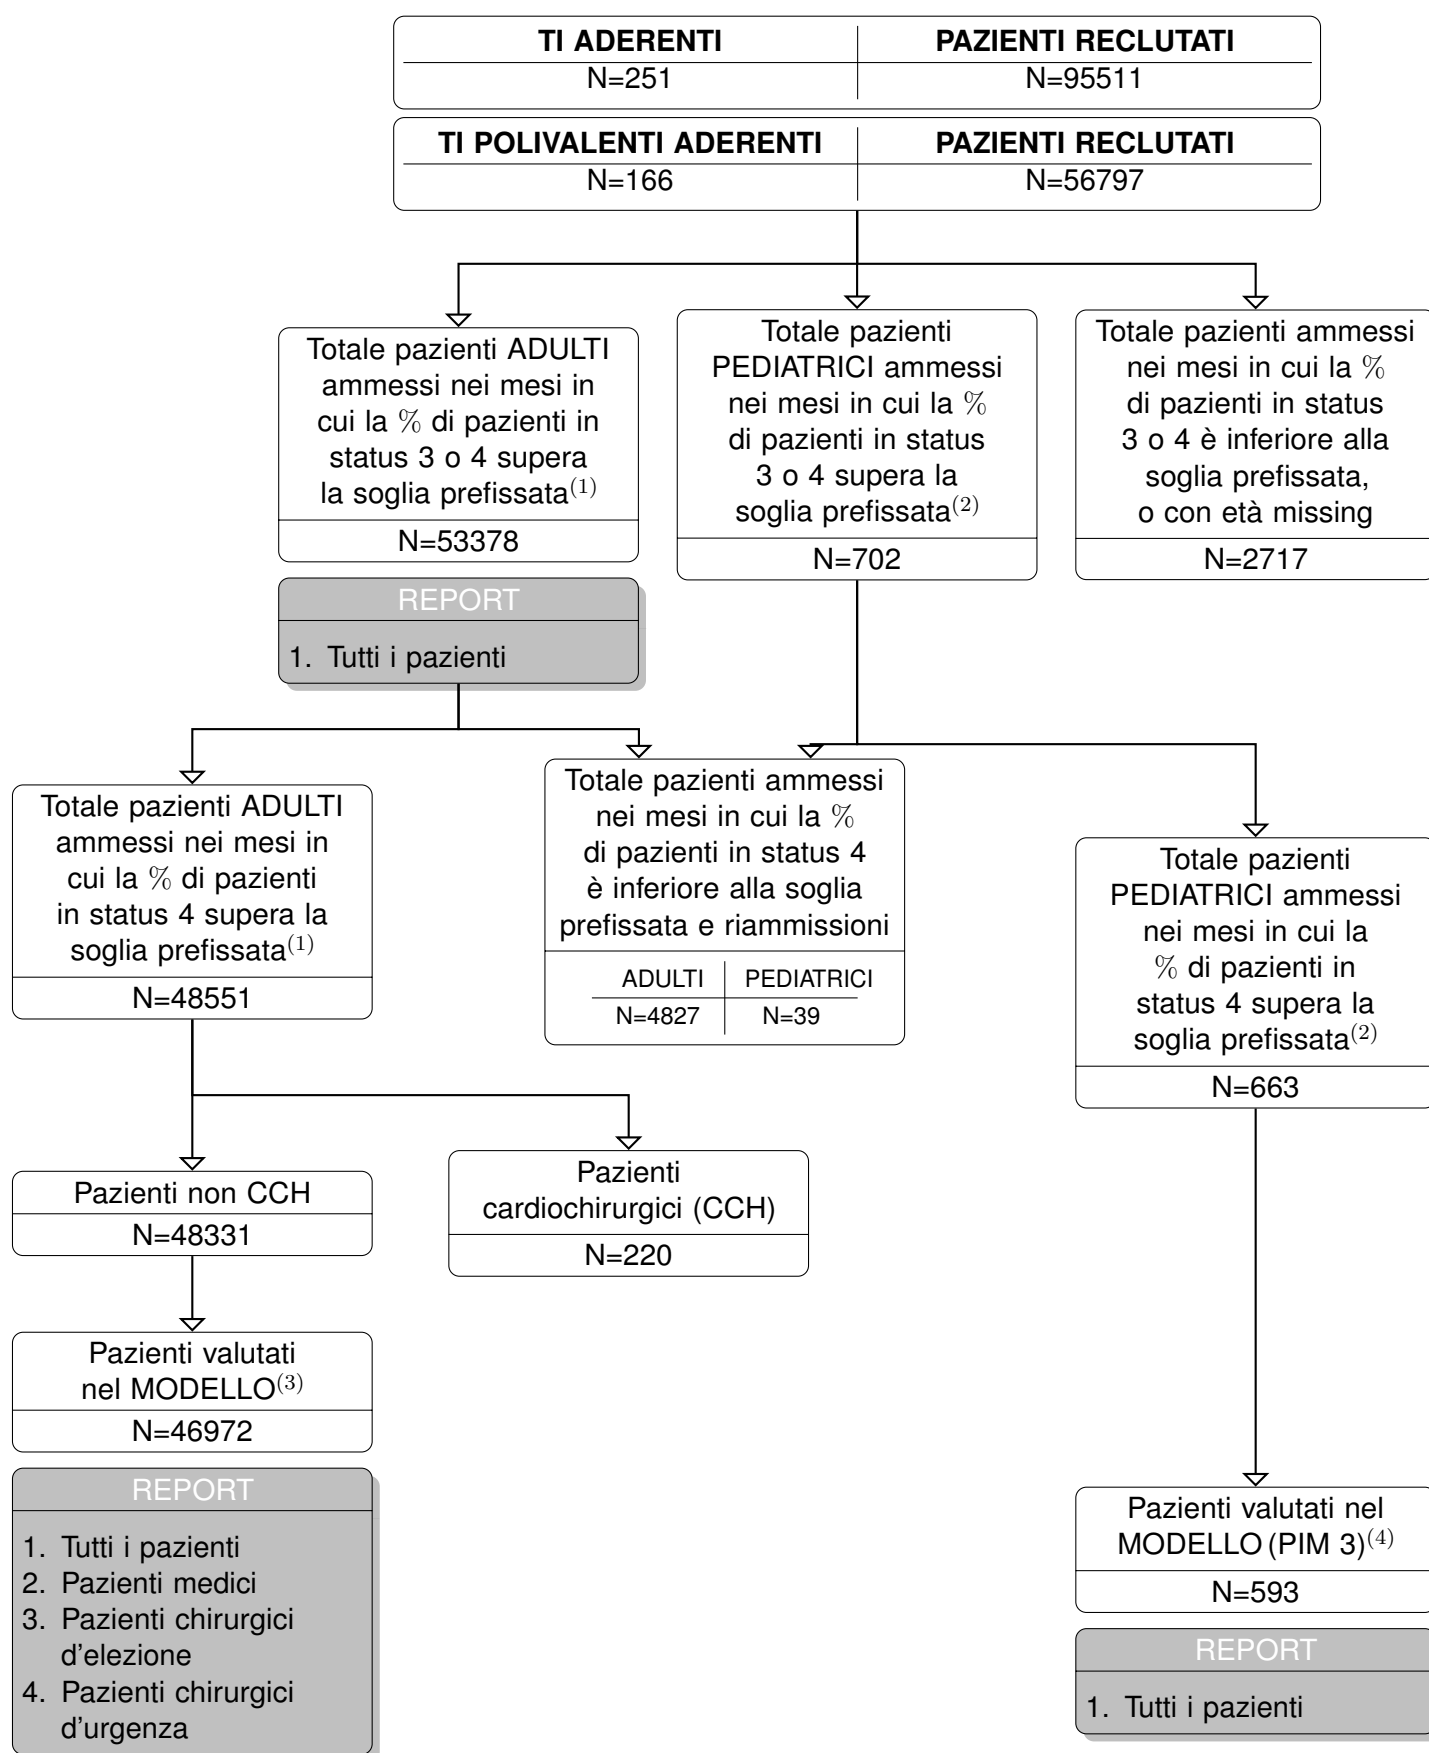 TI ADERENTI PAZIENTI RECLUTATI
N=251 N=95511
TI POLIVALENTI ADERENTI PAZIENTI RECLUTATI
N=166 N=56797
Totale pazienti ADULTI
ammessi nei mesi in
cui la % di pazienti in
status 3 o 4 supera
la soglia prefissata(1)
N=53378
REPORT
1. Tutti i pazienti
Totale pazienti
PEDIATRICI ammessi
nei mesi in cui la %
di pazienti in status
3 o 4 supera la
soglia prefissata(2)
N=702
Totale pazienti ammessi
nei mesi in cui la %
di pazienti in status
3 o 4 è inferiore alla
soglia prefissata,
o con età missing
N=2717
Totale pazienti ADULTI
ammessi nei mesi in
cui la % di pazienti
in status 4 supera la
soglia prefissata(1)
N=48551
Totale pazienti ammessi
nei mesi in cui la %
di pazienti in status 4
è inferiore alla soglia
prefissata e riammissioni
ADULTI PEDIATRICI
N=4827 N=39
Totale pazienti
PEDIATRICI ammessi
nei mesi in cui la
% di pazienti in
status 4 supera la
soglia prefissata(2)
N=663
Pazienti non CCH
N=48331
Pazienti
cardiochirurgici (CCH)
N=220
Pazienti valutati
nel MODELLO(3)
N=46972
REPORT
1. Tutti i pazienti
2. Pazienti medici
3. Pazienti chirurgici
d'elezione
4. Pazienti chirurgici
d'urgenza
Pazienti valutati nel
MODELLO (PIM 3)(4)
N=593
REPORT
1. Tutti i pazienti